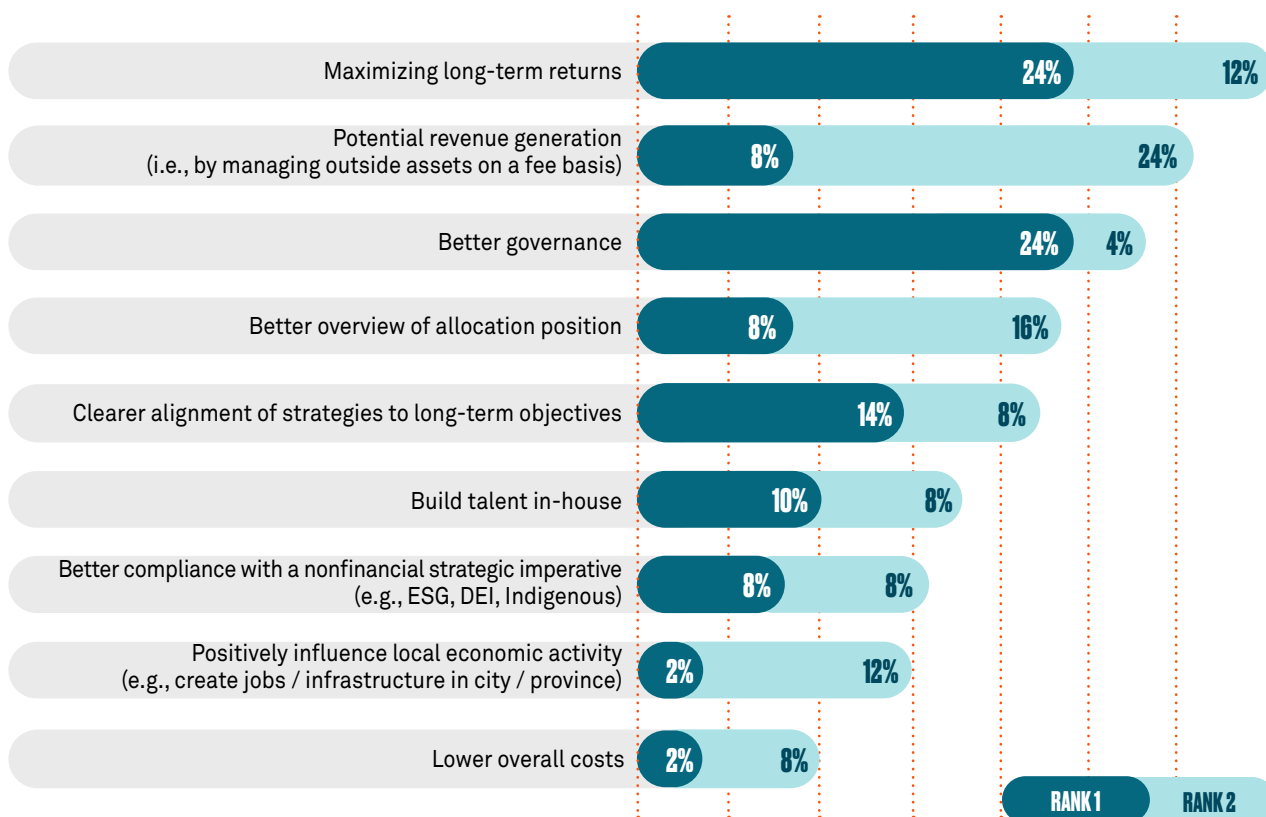 Maximizing long-term returns 24% 12%
Potential revenue generation
(i.e., by managing outside assets on a fee basis) 8% 24%
Better governance 24% 4%
Better overview of allocation position 8% 16%
Clearer alignment of strategies to long-term objectives 14% 8%
Build talent in-house 10% 8%
Better compliance with a nonfinancial strategic imperative
(e.g., ESG, DEI, Indigenous) 8% 8%
Positively influence local economic activity
(e.g., create jobs / infrastructure in city / province) 2% 12%
Lower overall costs 2% 8%
RANK 1 RANK 2